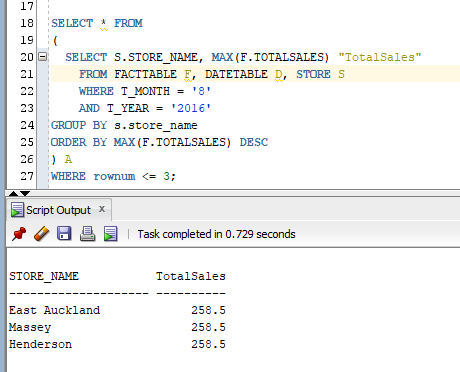 17
18 SELECT * FROM
19 (
20 SELECT S.STORE_NAME, MAX(F.TOTALSALES) "TotalSales"
21 FROM FACTTABLE F, DATETABLE D, STORE S
22 WHERE T_MONTH = '8'
23 AND T_YEAR = '2016'
24 GROUP BY s.store_name
25 ORDER BY MAX(F.TOTALSALES) DESC
26 ) A
27 WHERE rownum <= 3;
Script Output x
Task completed in 0.729 seconds
STORE_NAME TotalSales
-------------------- ----------
East Auckland 258.5
Massey 258.5
Henderson 258.5